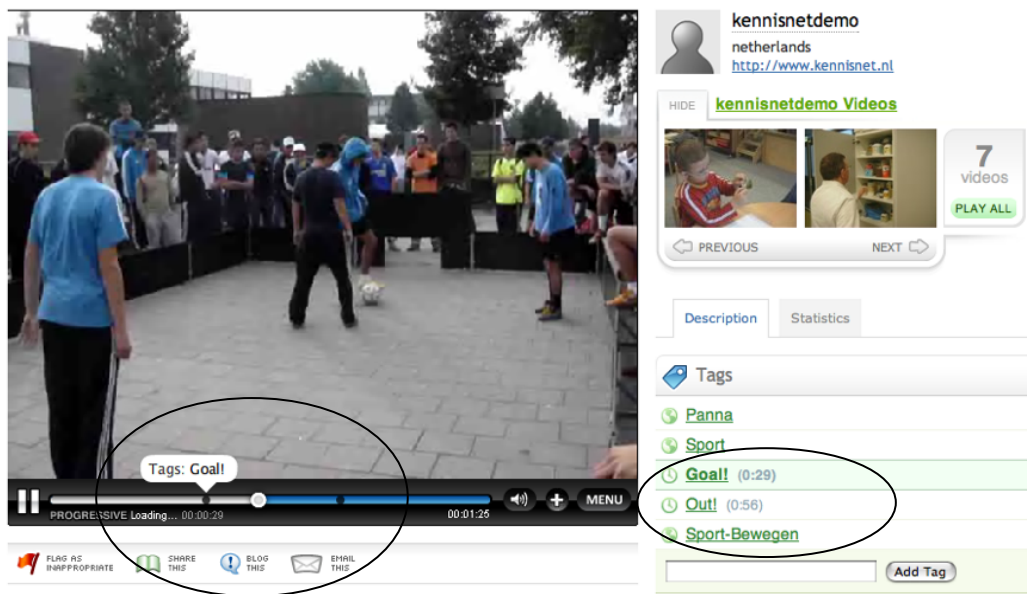 kennisnetdemo
netherlands
http://www.kennisnet.nl
HIDE
kennisnetdemo Videos
7
videos
PLAY ALL
PREVIOUS
NEXT
Description
Statistics
Tags
Panna
Sport
Goal! (0:29)
Out! (0:56)
Sport-Bewegen
Add Tag
Tags: Goal!
MENU
PROGRESSIVE Loading... 00:00:29
00:01:25
FLAG AS
INAPPROPRIATE
SHARE
THIS
BLOG
THIS
EMAIL
THIS